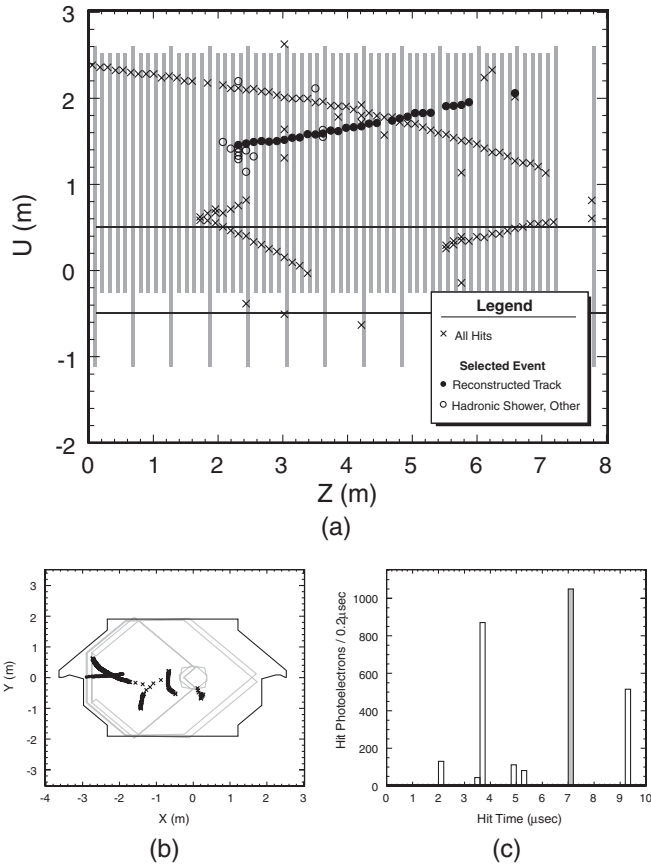 3
2
1
0
-1
-2
U (m)
0 1 2 3 4 5 6 7 8
Z (m)
Legend
× All Hits
Selected Event
● Reconstructed Track
○ Hadronic Shower, Other
(a)
3
2
1
0
-1
-2
-3
Y (m)
-4 -3 -2 -1 0 1 2 3
X (m)
(b)
1000
800
600
400
200
0
Hit Photoelectrons / 0.2μsec
0 1 2 3 4 5 6 7 8 9 10
Hit Time (μsec)
(c)